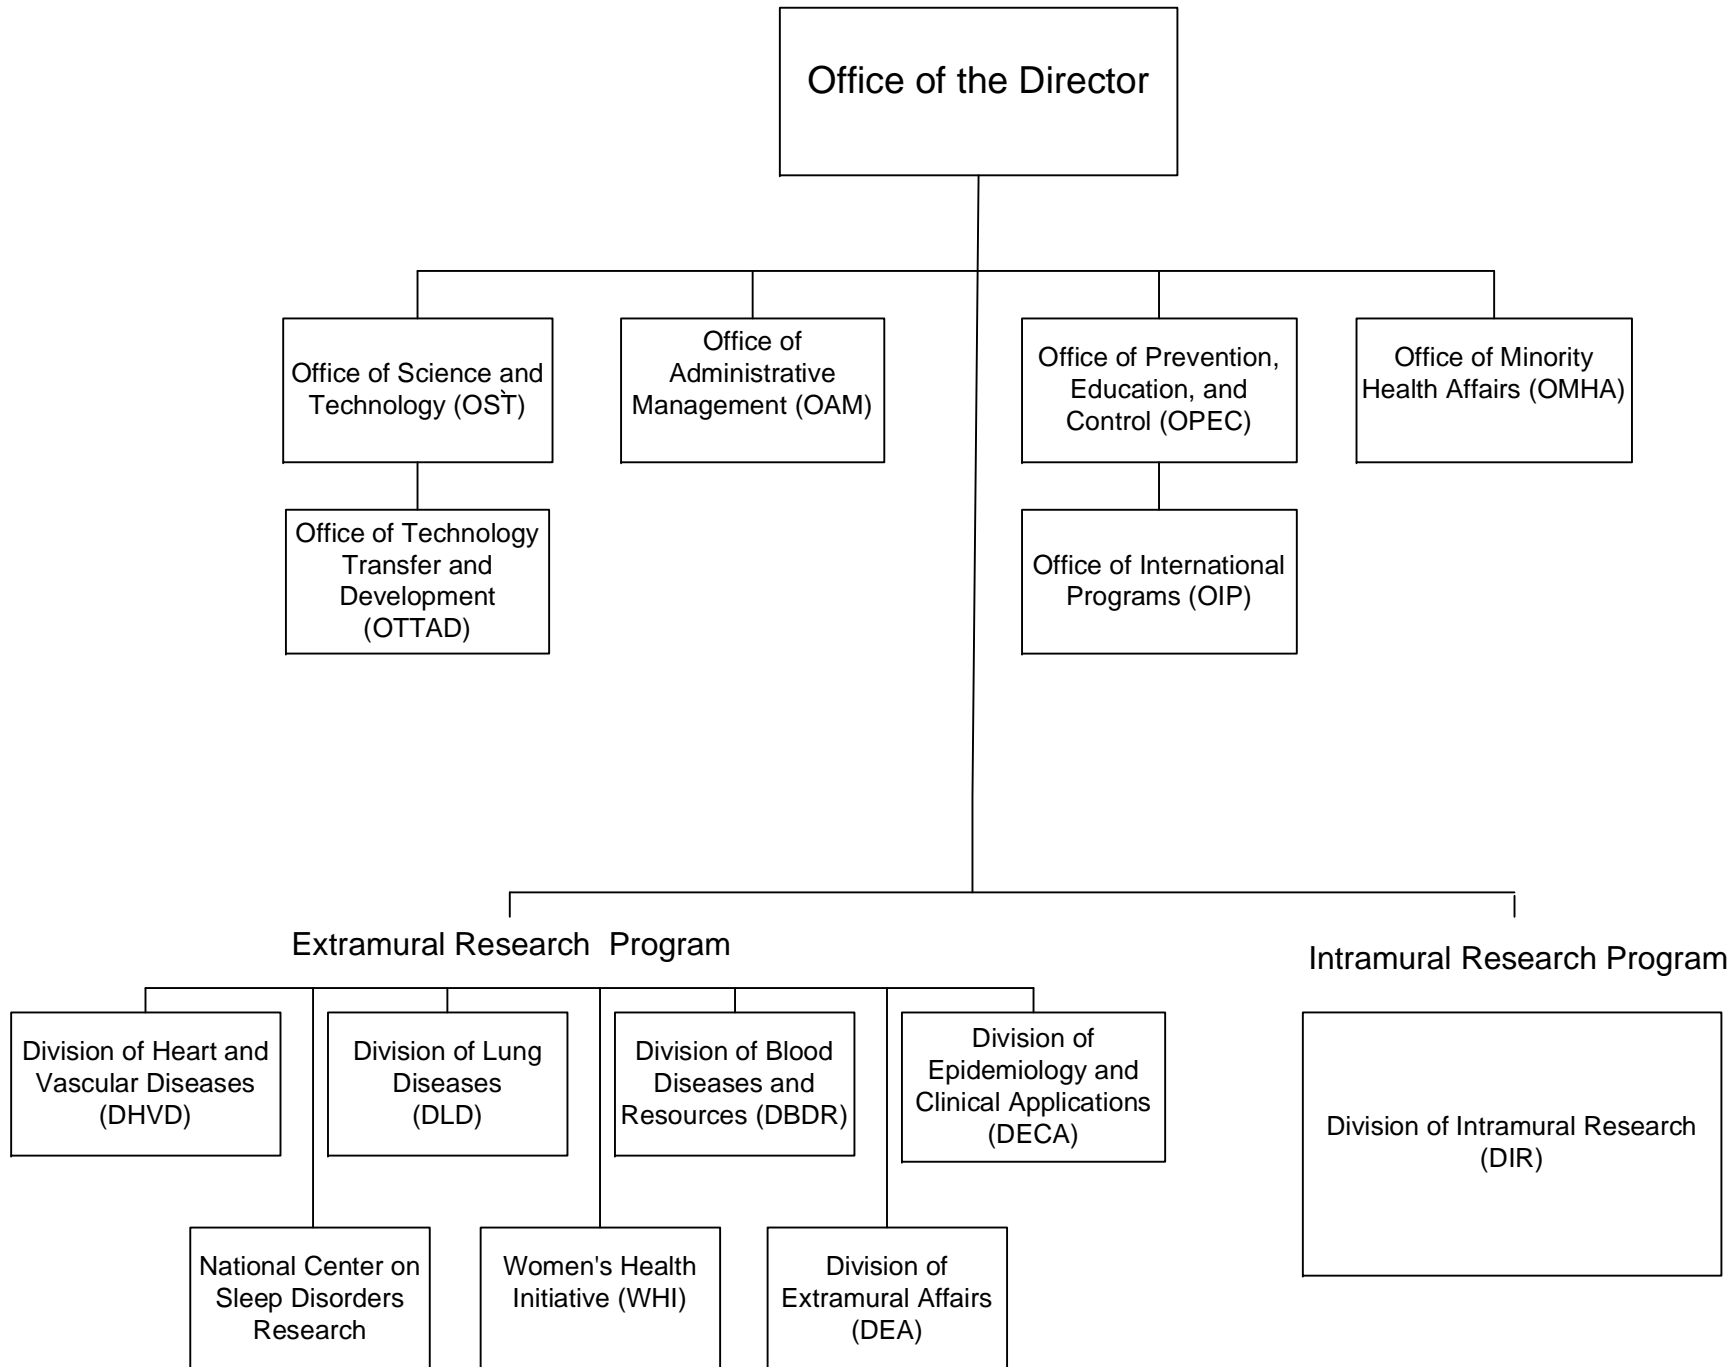 Office of the Director
Office of Science and
Technology (OST)
Office of
Administrative
Management (OAM)
Office of Prevention,
Education, and
Control (OPEC)
Office of Minority
Health Affairs (OMHA)
Office of Technology
Transfer and
Development
(OTTAD)
Office of International
Programs (OIP)
Extramural Research Program
Intramural Research Program
Division of Heart and
Vascular Diseases
(DHVD)
Division of Lung
Diseases
(DLD)
Division of Blood
Diseases and
Resources (DBDR)
Division of
Epidemiology and
Clinical Applications
(DECA)
Division of Intramural Research
(DIR)
National Center on
Sleep Disorders
Research
Women's Health
Initiative (WHI)
Division of
Extramural Affairs
(DEA)